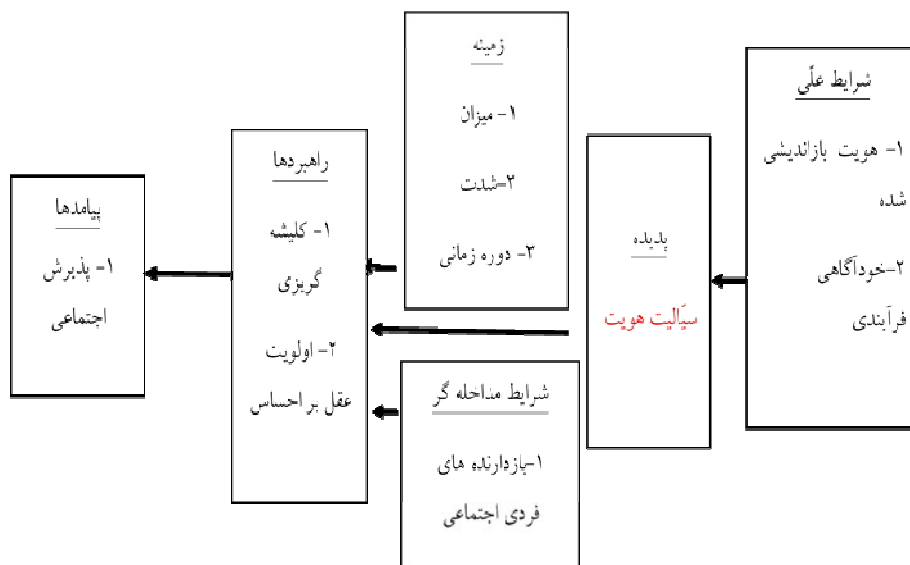 شرایط علّی
۱- هویت بازاندیشی
شده
۲-خودآگاهی
فرآیندی
پدیده
سیّالیت هویت
زمینه
۱- میزان
۲-شدت
۳- دوره زمانی
شرایط مداخله گر
۱-بازدارنده های
فردی اجتماعی
راهبردها
۱- کلیشه
گریزی
۲- اولویت
عقل بر احساس
پیامدها
۱- پذیرش
اجتماعی